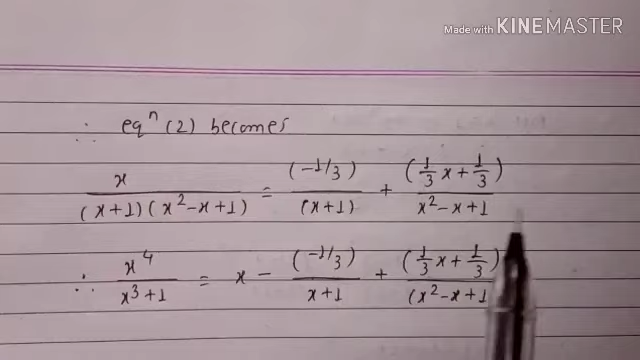 Made with KINEMASTER
∴ eqⁿ (2) becomes
x / (x+1)(x²-x+1) = (-1/3) / (x+1) + (1/3 x + 1/3) / x²-x+1
∴ x⁴ / x³+1 = x - (-1/3) / x+1 + (1/3 x + 1/3) / (x²-x+1